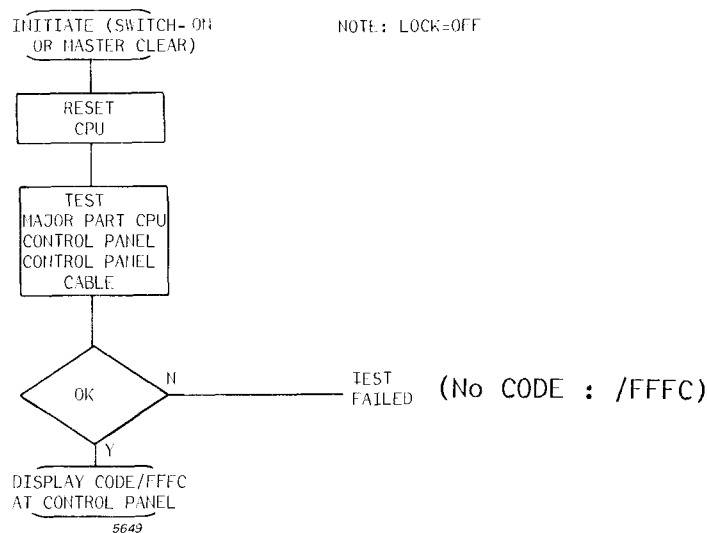 INITIATE (SWITCH-ON
OR MASTER CLEAR)
NOTE: LOCK=OFF
RESET
CPU
TEST
MAJOR PART CPU
CONTROL PANEL
CONTROL PANEL
CABLE
OK
N
TEST
FAILED
(No CODE : /FFFC)
Y
DISPLAY CODE/FFFC
AT CONTROL PANEL
5649